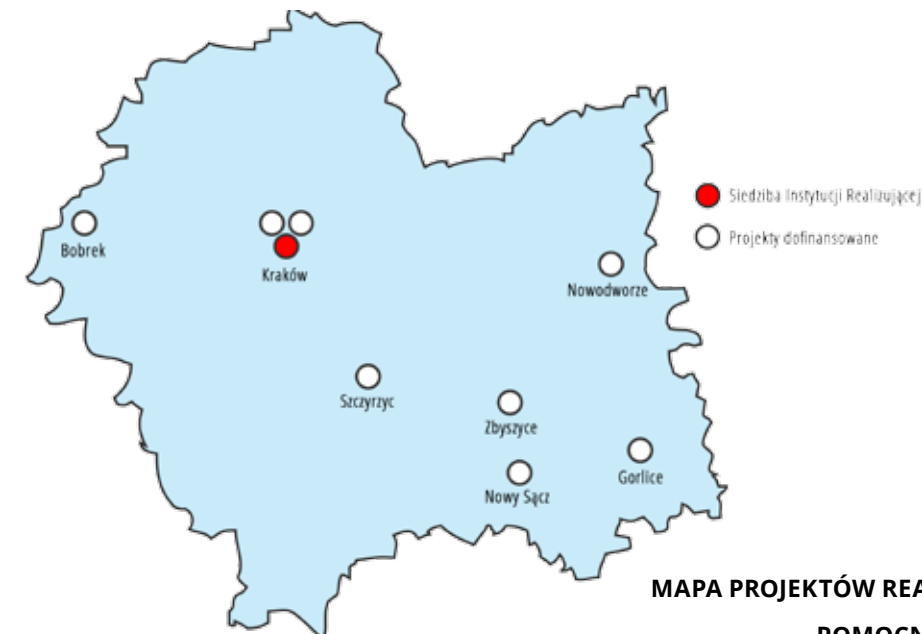 Siedziba Instytucji Realizującej
Projekty dofinansowane
Bobrek
Kraków
Nowodworze
Szczyrzyc
Zbyszyce
Gorlice
Nowy Sącz
MAPA PROJEKTÓW REA
POMOCN